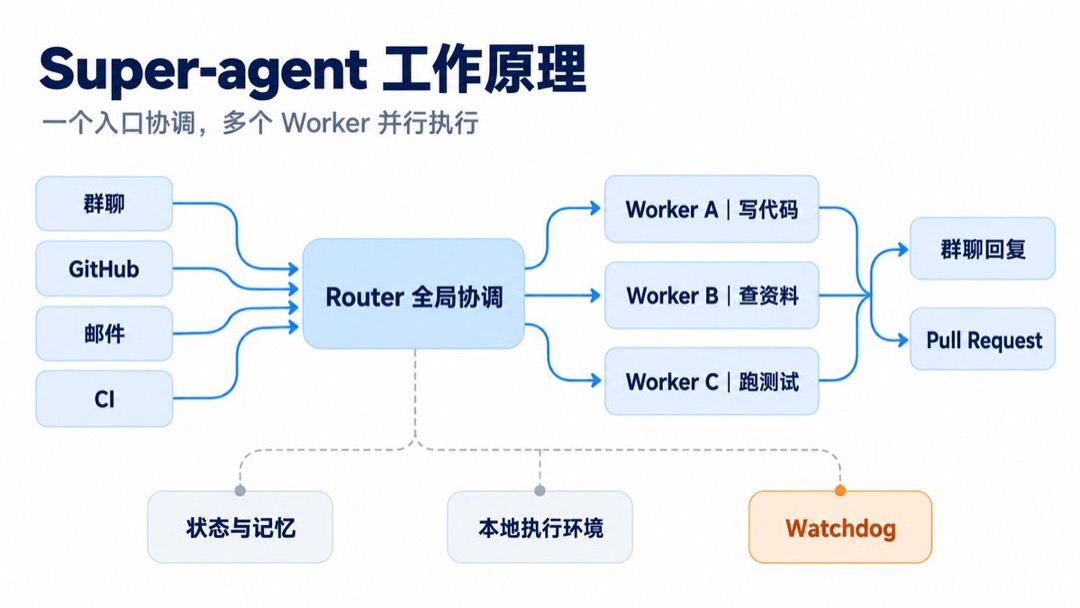 Super-agent 工作原理
一个入口协调，多个 Worker 并行执行
群聊
GitHub
邮件
CI
Router 全局协调
Worker A｜写代码
Worker B｜查资料
Worker C｜跑测试
群聊回复
Pull Request
状态与记忆
本地执行环境
Watchdog